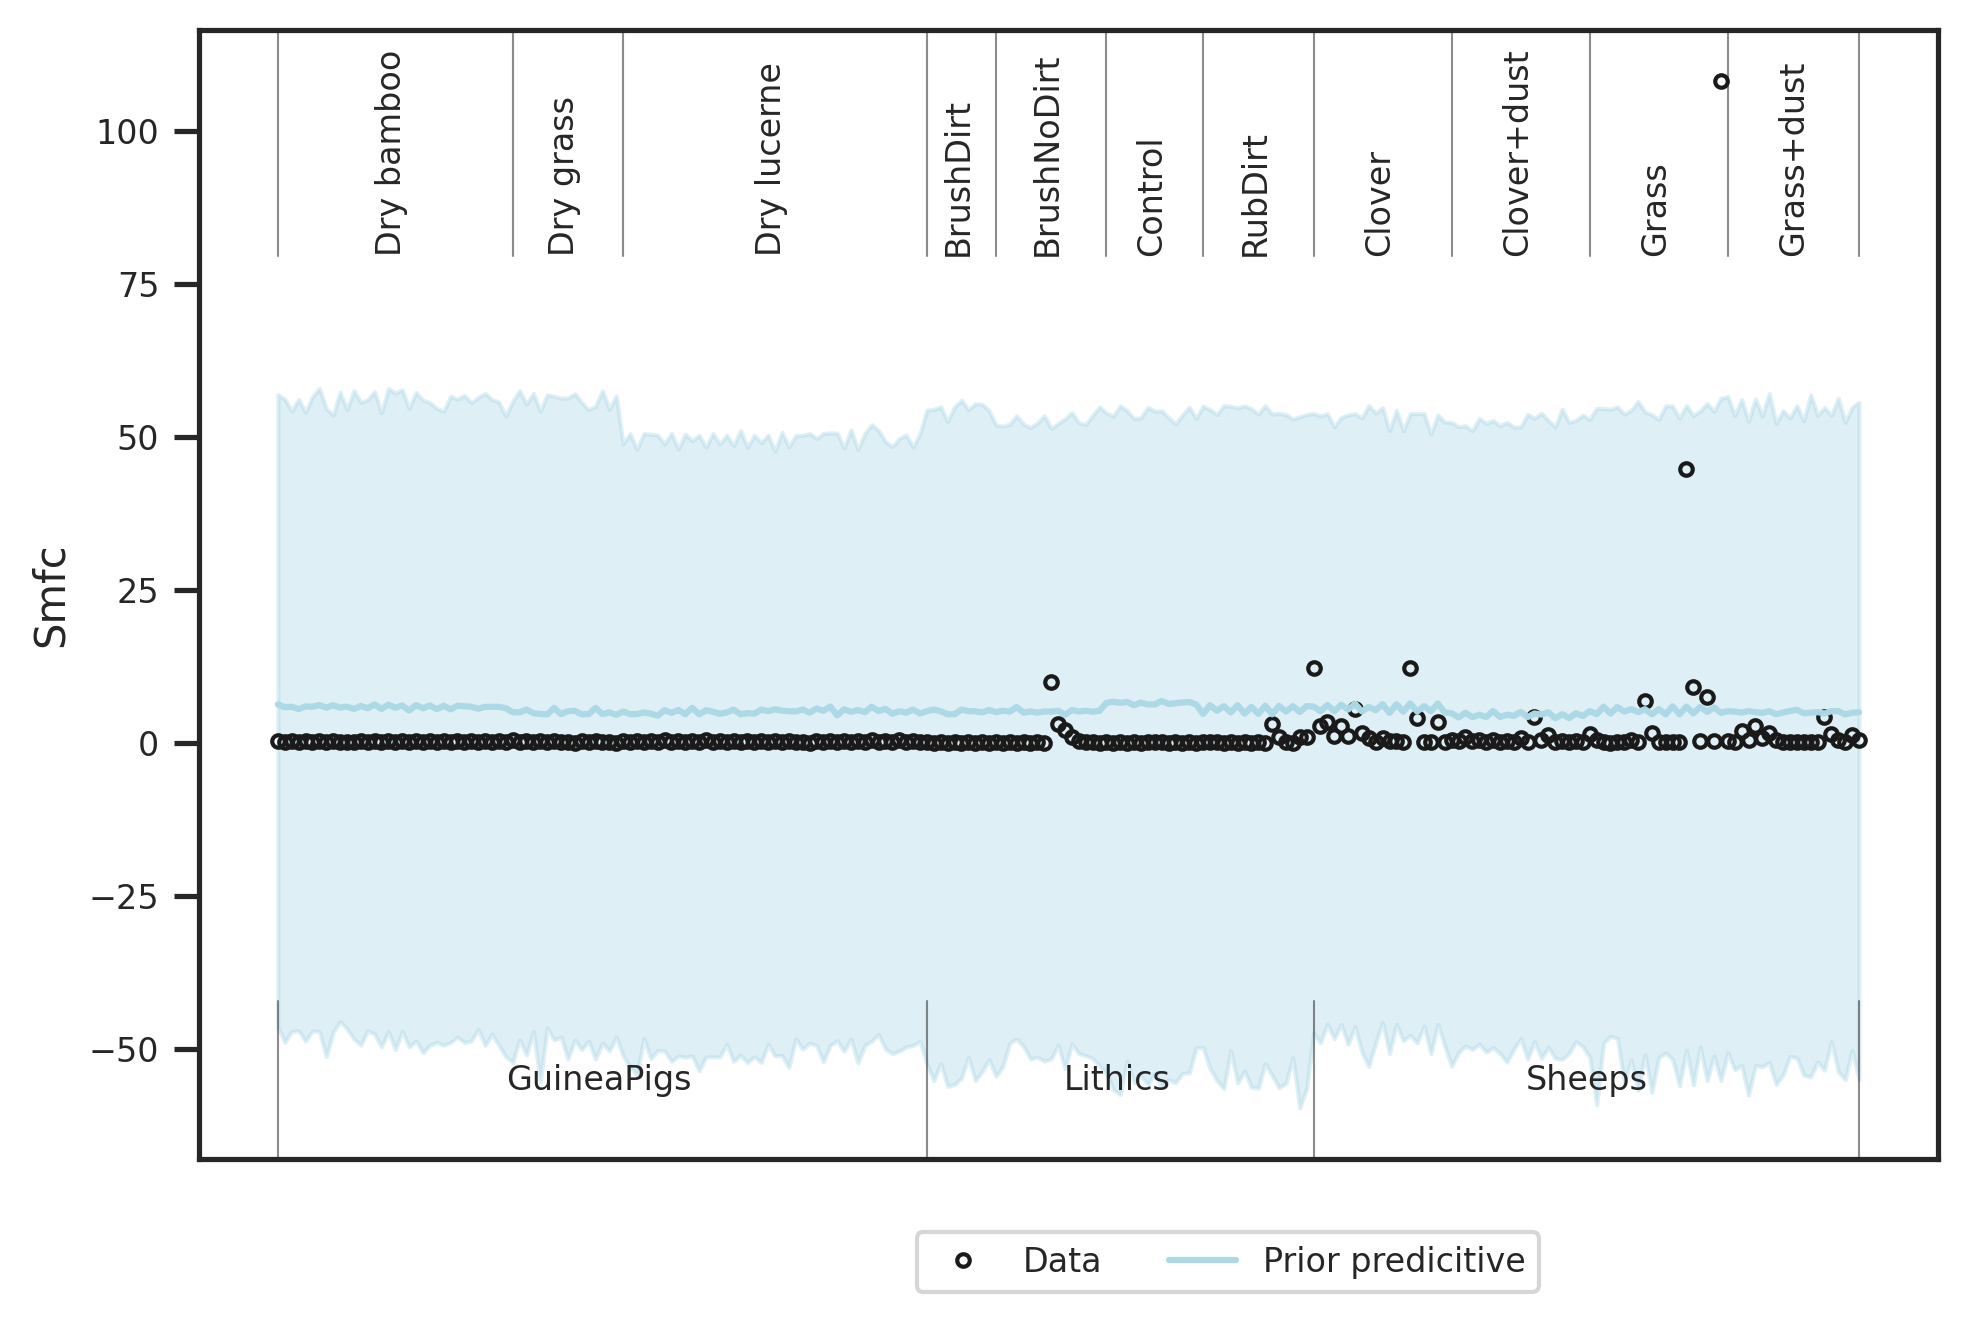 Dry bamboo
Dry grass
Dry lucerne
BrushDirt
BrushNoDirt
Control
RubDirt
Clover
Clover+dust
Grass
Grass+dust
100
75
50
25
0
−25
−50
Smfc
GuineaPigs
Lithics
Sheeps
Data
Prior predicitive